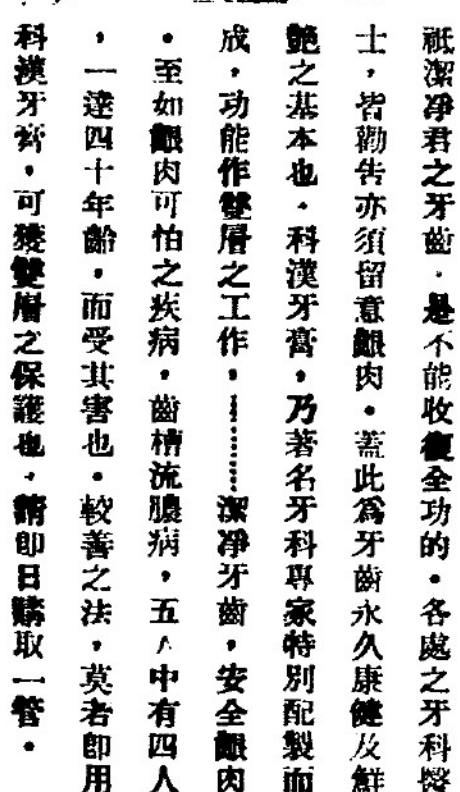 祇潔凈君之牙齒．是不能收復全功的。各處之牙科醫
士，皆勸告亦須留意齦肉。蓋此爲牙齒永久康健及鮮
艷之基本也。科漢牙膏，乃著名牙科專家特別配製而
成，功能作雙層之工作。………潔凈牙齒，安全齦肉
。至如齦肉可怕之疾病，齒槽流膿病，五人中有四人
，一達四十年齡，而受其害也。較善之法，莫若卽用
科漢牙膏，可獲雙層之保護也，請卽日購取一管。